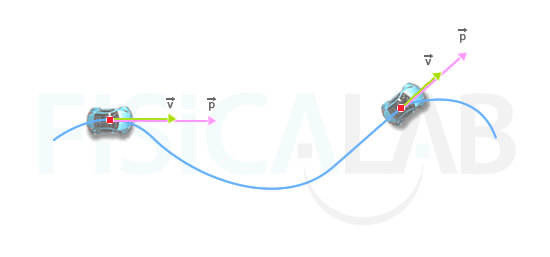 p⃗
v⃗
v⃗ p⃗
FISICALAB